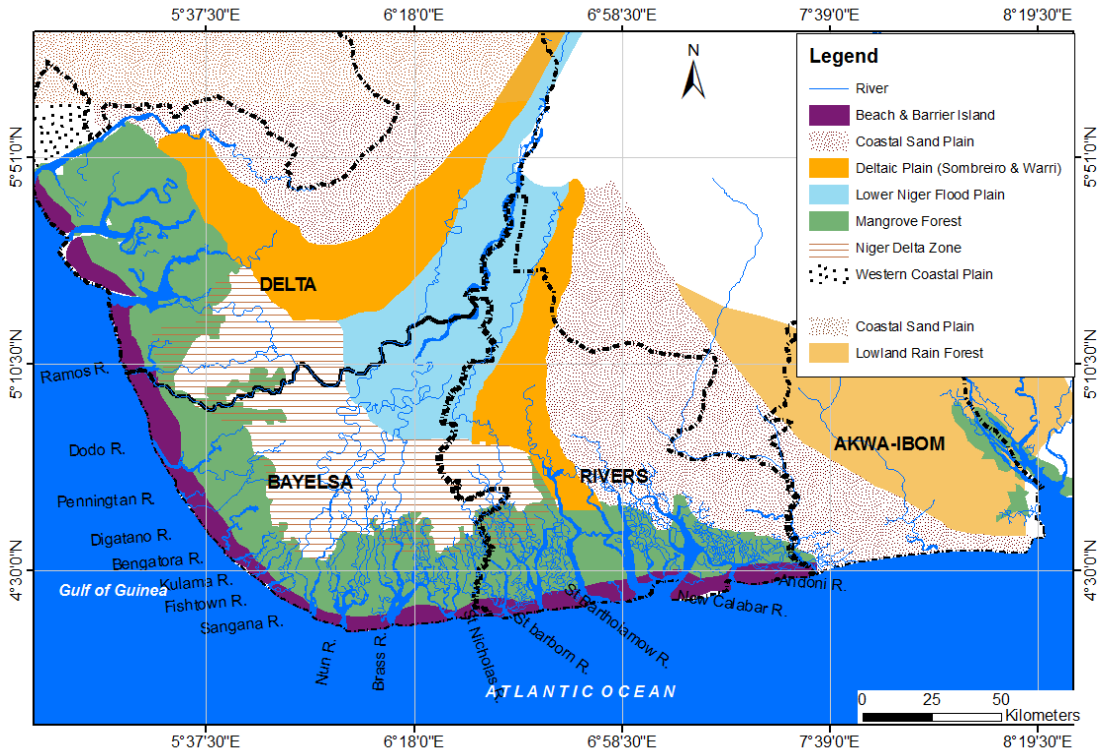 5°37'30"E 6°18'0"E 6°58'30"E 7°39'0"E 8°19'30"E
N
Legend
River
Beach & Barrier Island
Coastal Sand Plain
Deltaic Plain (Sombreiro & Warri)
Lower Niger Flood Plain
Mangrove Forest
Niger Delta Zone
Western Coastal Plain
Coastal Sand Plain
Lowland Rain Forest
5°51'0"N
5°51'0"N
5°10'30"N
5°10'30"N
4°30'0"N
4°30'0"N
DELTA
BAYELSA
RIVERS
AKWA-IBOM
Ramos R.
Dodo R.
Penningtan R.
Digatano R.
Bengatora R.
Kulama R.
Fishtown R.
Sangana R.
Gulf of Guinea
Nun R.
Brass R.
St Nicholas R.
St barborn R.
St Bartholamow R.
New Calabar R.
Andoni R.
ATLANTIC OCEAN
0 25 50
Kilometers
5°37'30"E 6°18'0"E 6°58'30"E 7°39'0"E 8°19'30"E